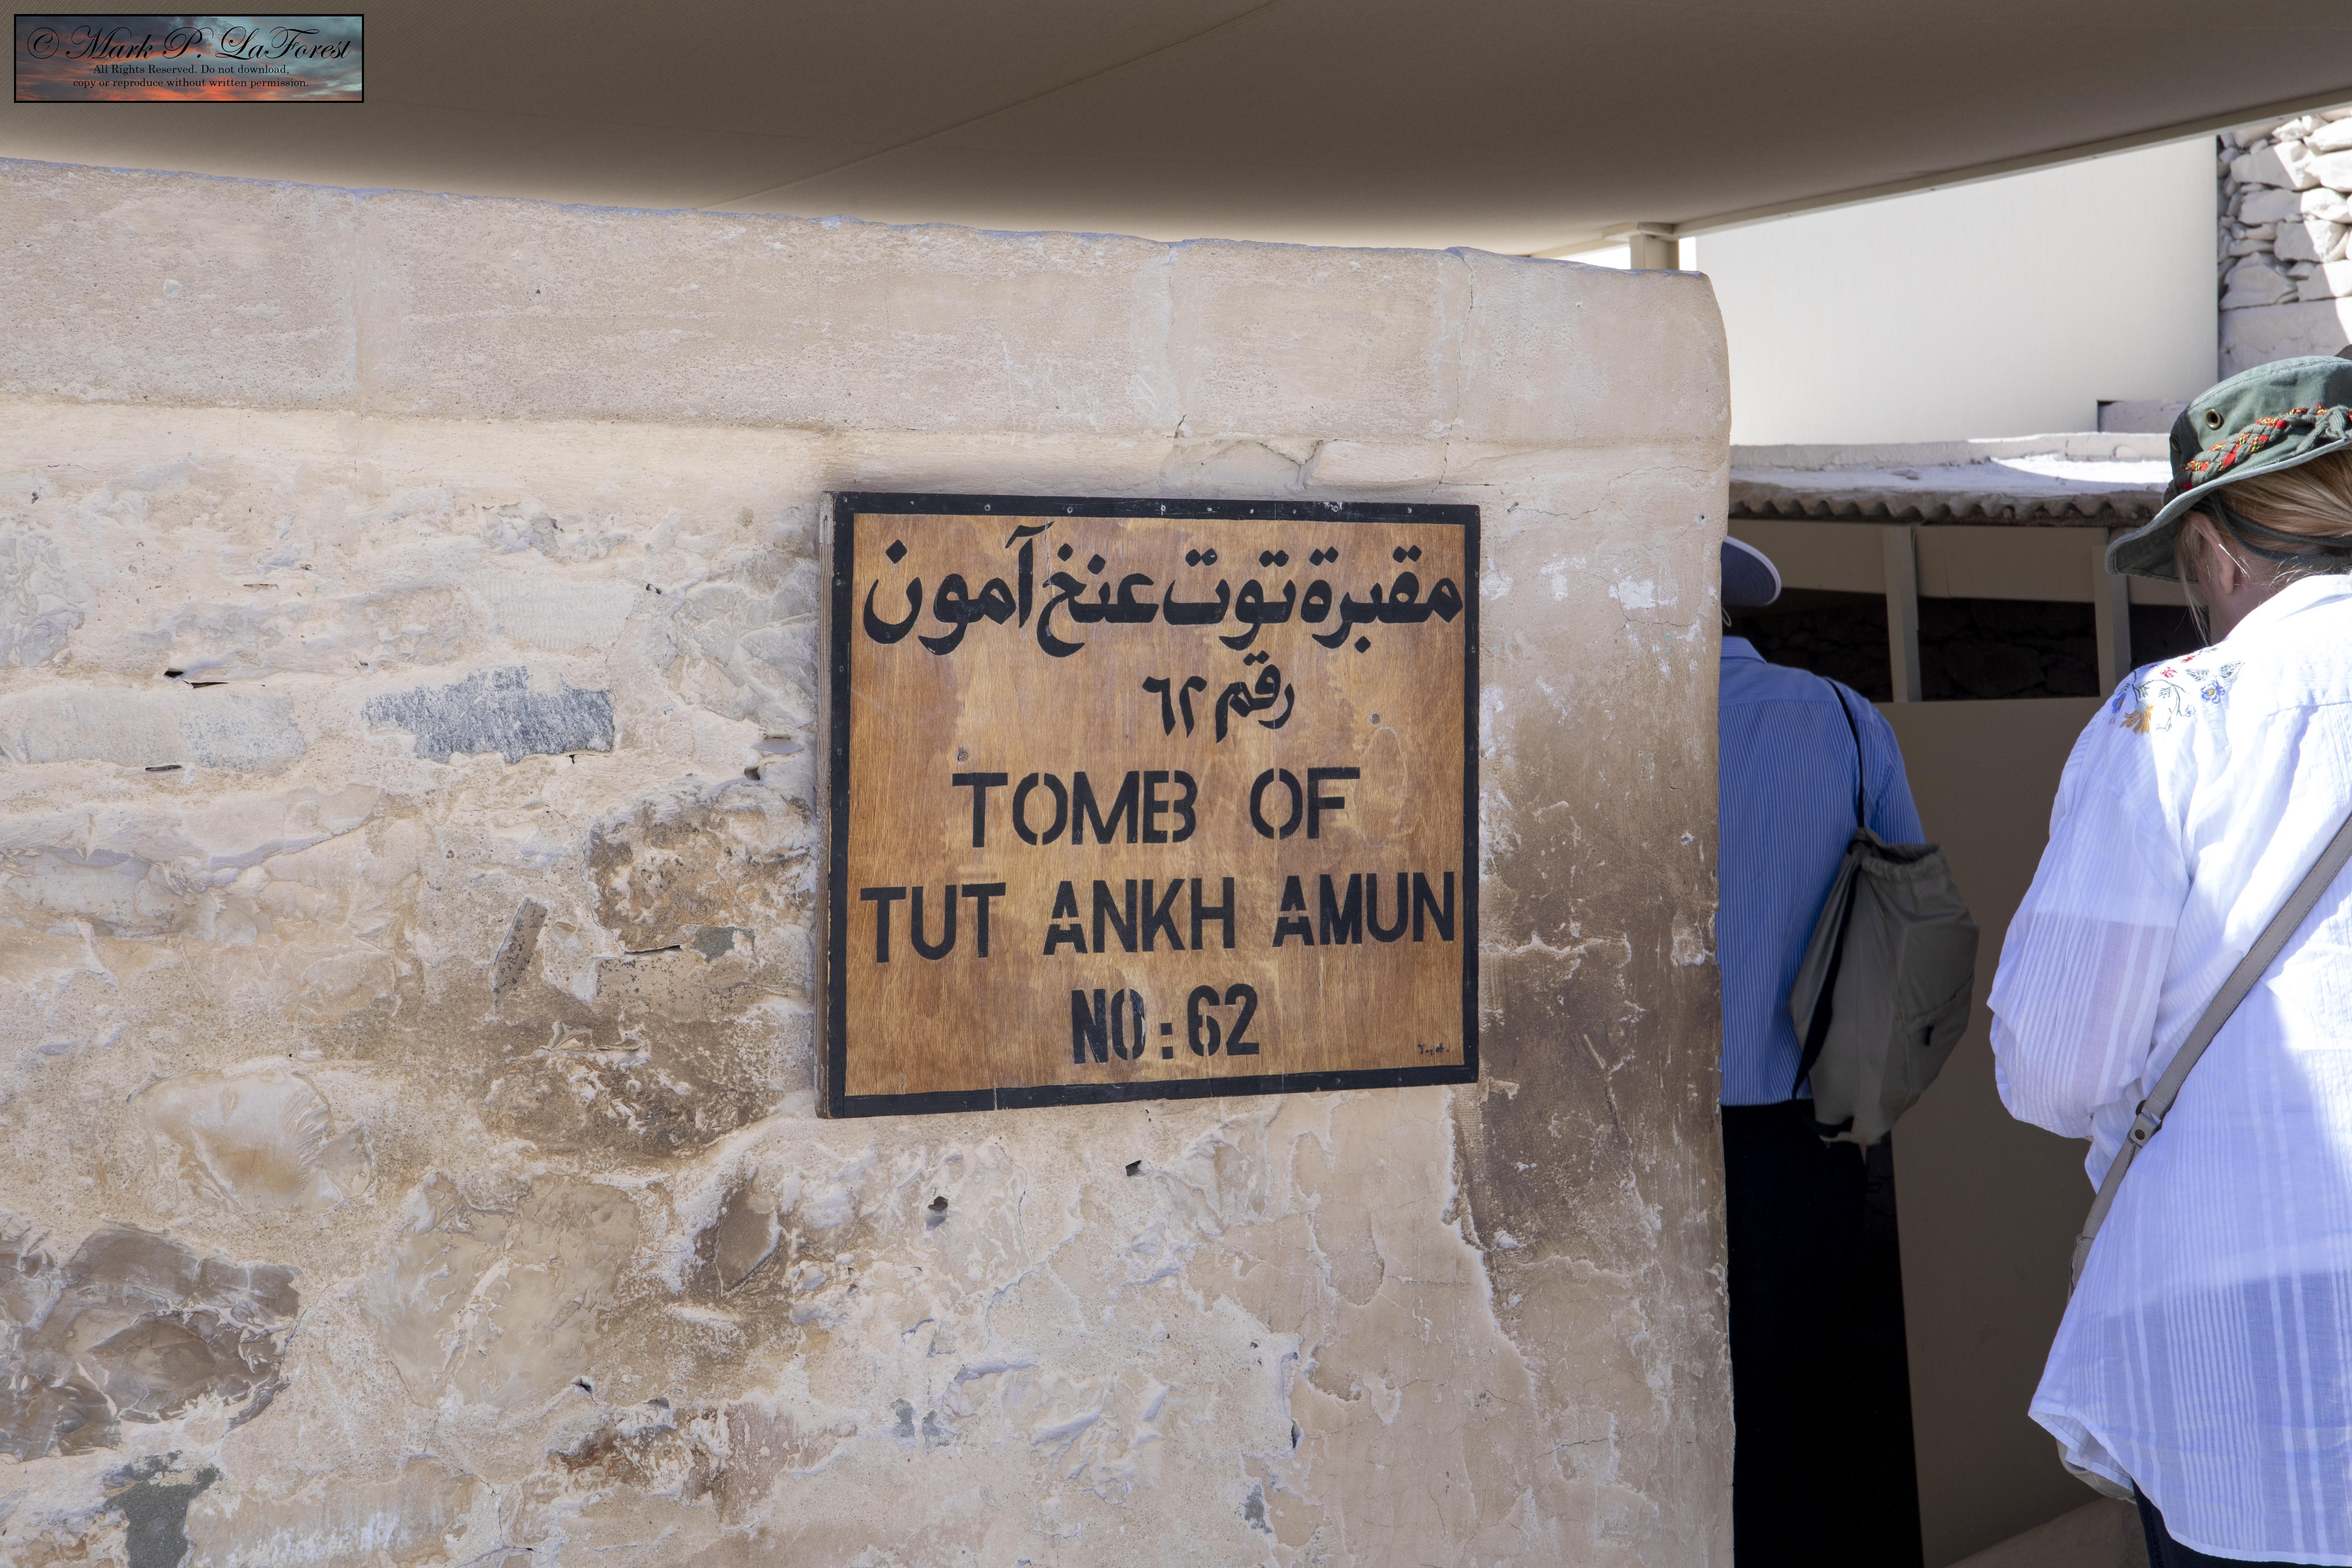 © Mark P. LaForest
All Rights Reserved. Do not download,
copy or reproduce without written permission.
مقبرة توت عنخ آمون
رقم ٦٢
TOMB OF
TUT ANKH AMUN
NO: 62